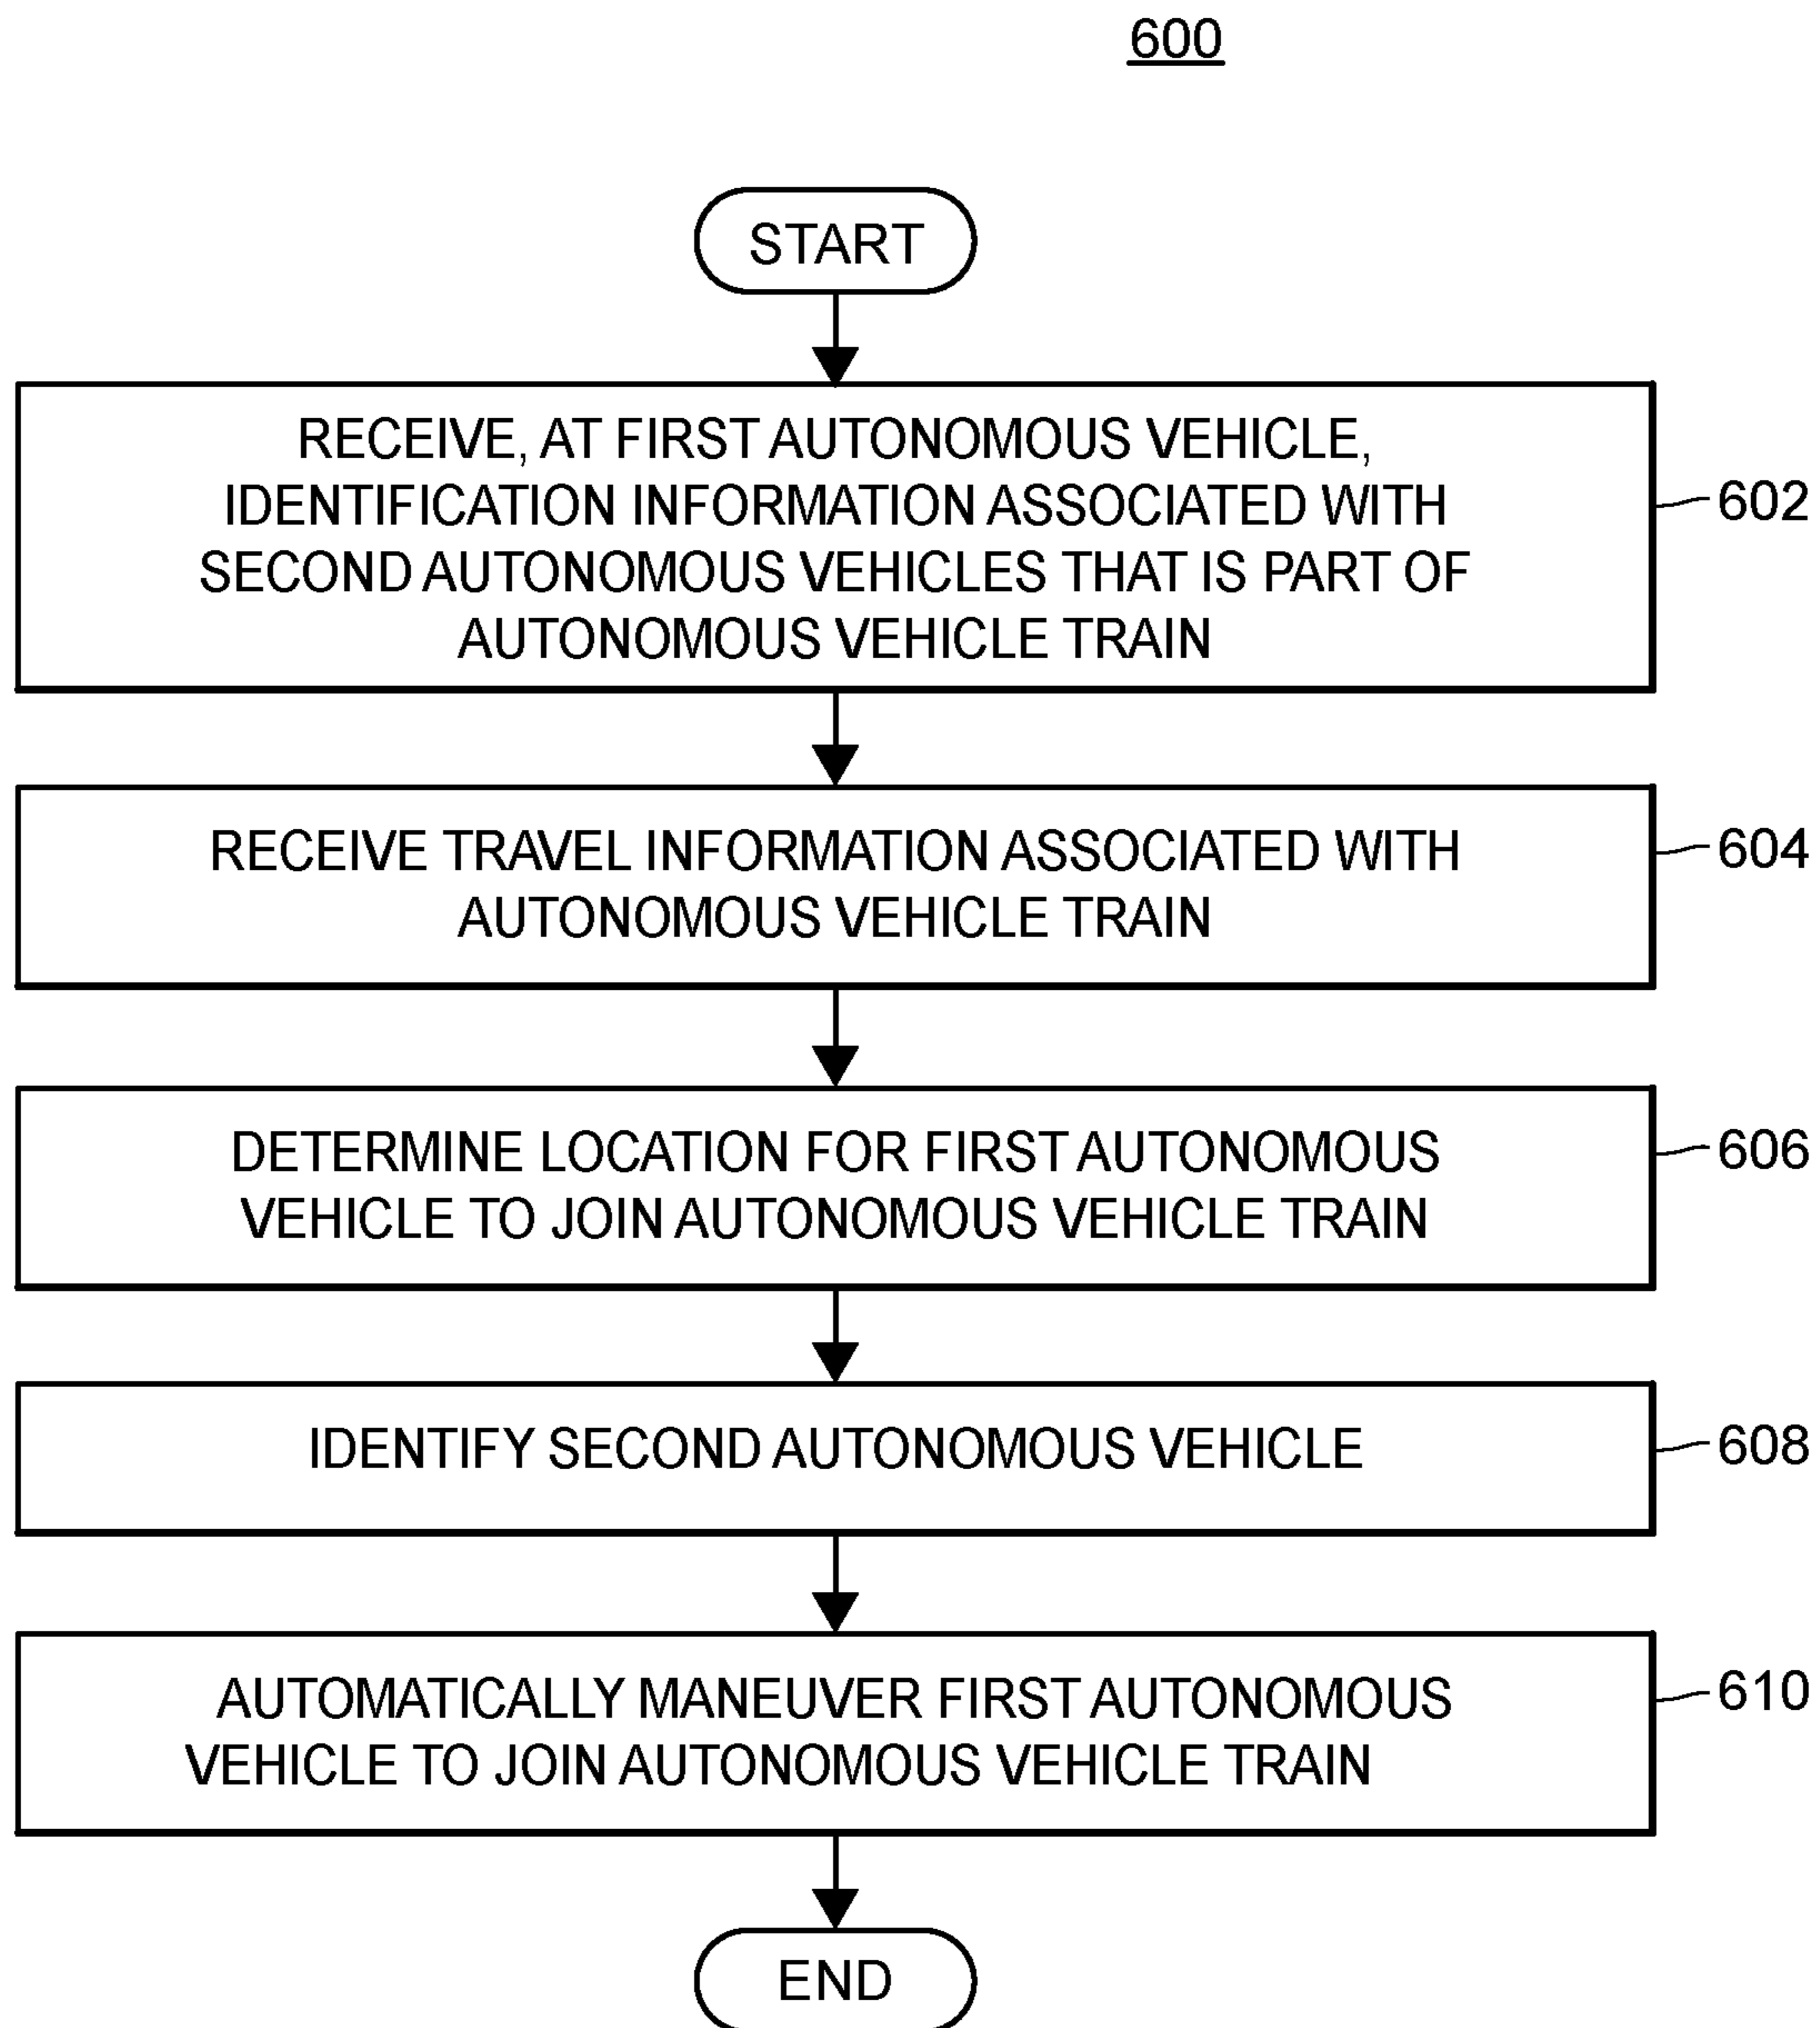 600
START
RECEIVE, AT FIRST AUTONOMOUS VEHICLE,
IDENTIFICATION INFORMATION ASSOCIATED WITH
SECOND AUTONOMOUS VEHICLES THAT IS PART OF
AUTONOMOUS VEHICLE TRAIN
602
RECEIVE TRAVEL INFORMATION ASSOCIATED WITH
AUTONOMOUS VEHICLE TRAIN
604
DETERMINE LOCATION FOR FIRST AUTONOMOUS
VEHICLE TO JOIN AUTONOMOUS VEHICLE TRAIN
606
IDENTIFY SECOND AUTONOMOUS VEHICLE
608
AUTOMATICALLY MANEUVER FIRST AUTONOMOUS
VEHICLE TO JOIN AUTONOMOUS VEHICLE TRAIN
610
END